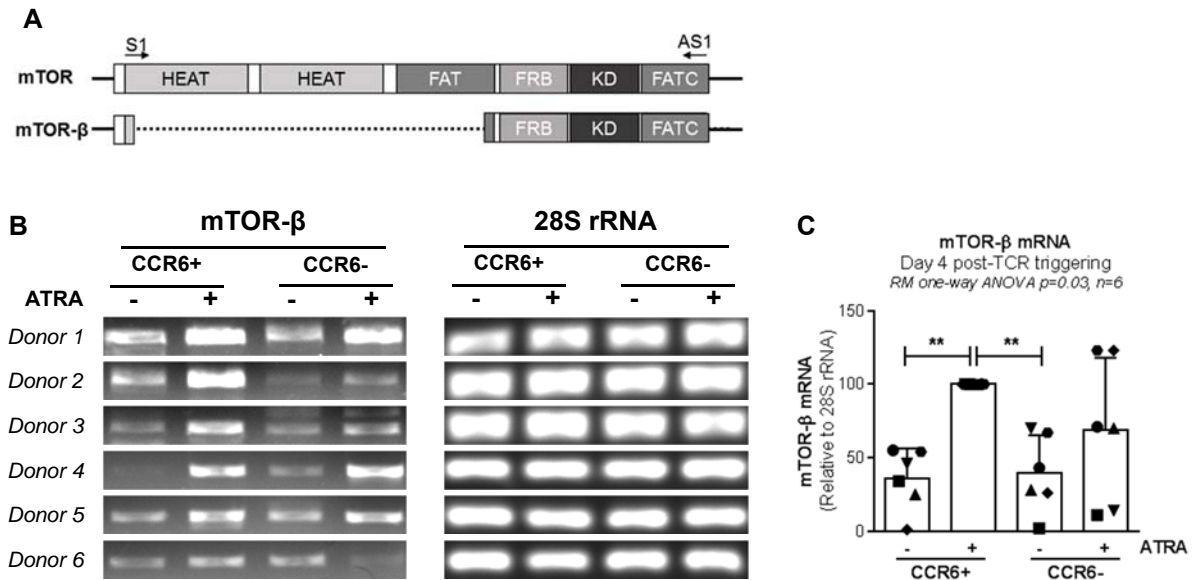 A
S1 AS1
mTOR HEAT HEAT FAT FRB KD FATC
mTOR-β FRB KD FATC
B
mTOR-β 28S rRNA
CCR6+ CCR6- CCR6+ CCR6-
ATRA - + - + - + - +
Donor 1
Donor 2
Donor 3
Donor 4
Donor 5
Donor 6
C
mTOR-β mRNA
Day 4 post-TCR triggering
RM one-way ANOVA p=0.03, n=6
mTOR-β mRNA
(Relative to 28S rRNA)
150
** **
100
50
0
- + - + ATRA
CCR6+ CCR6-